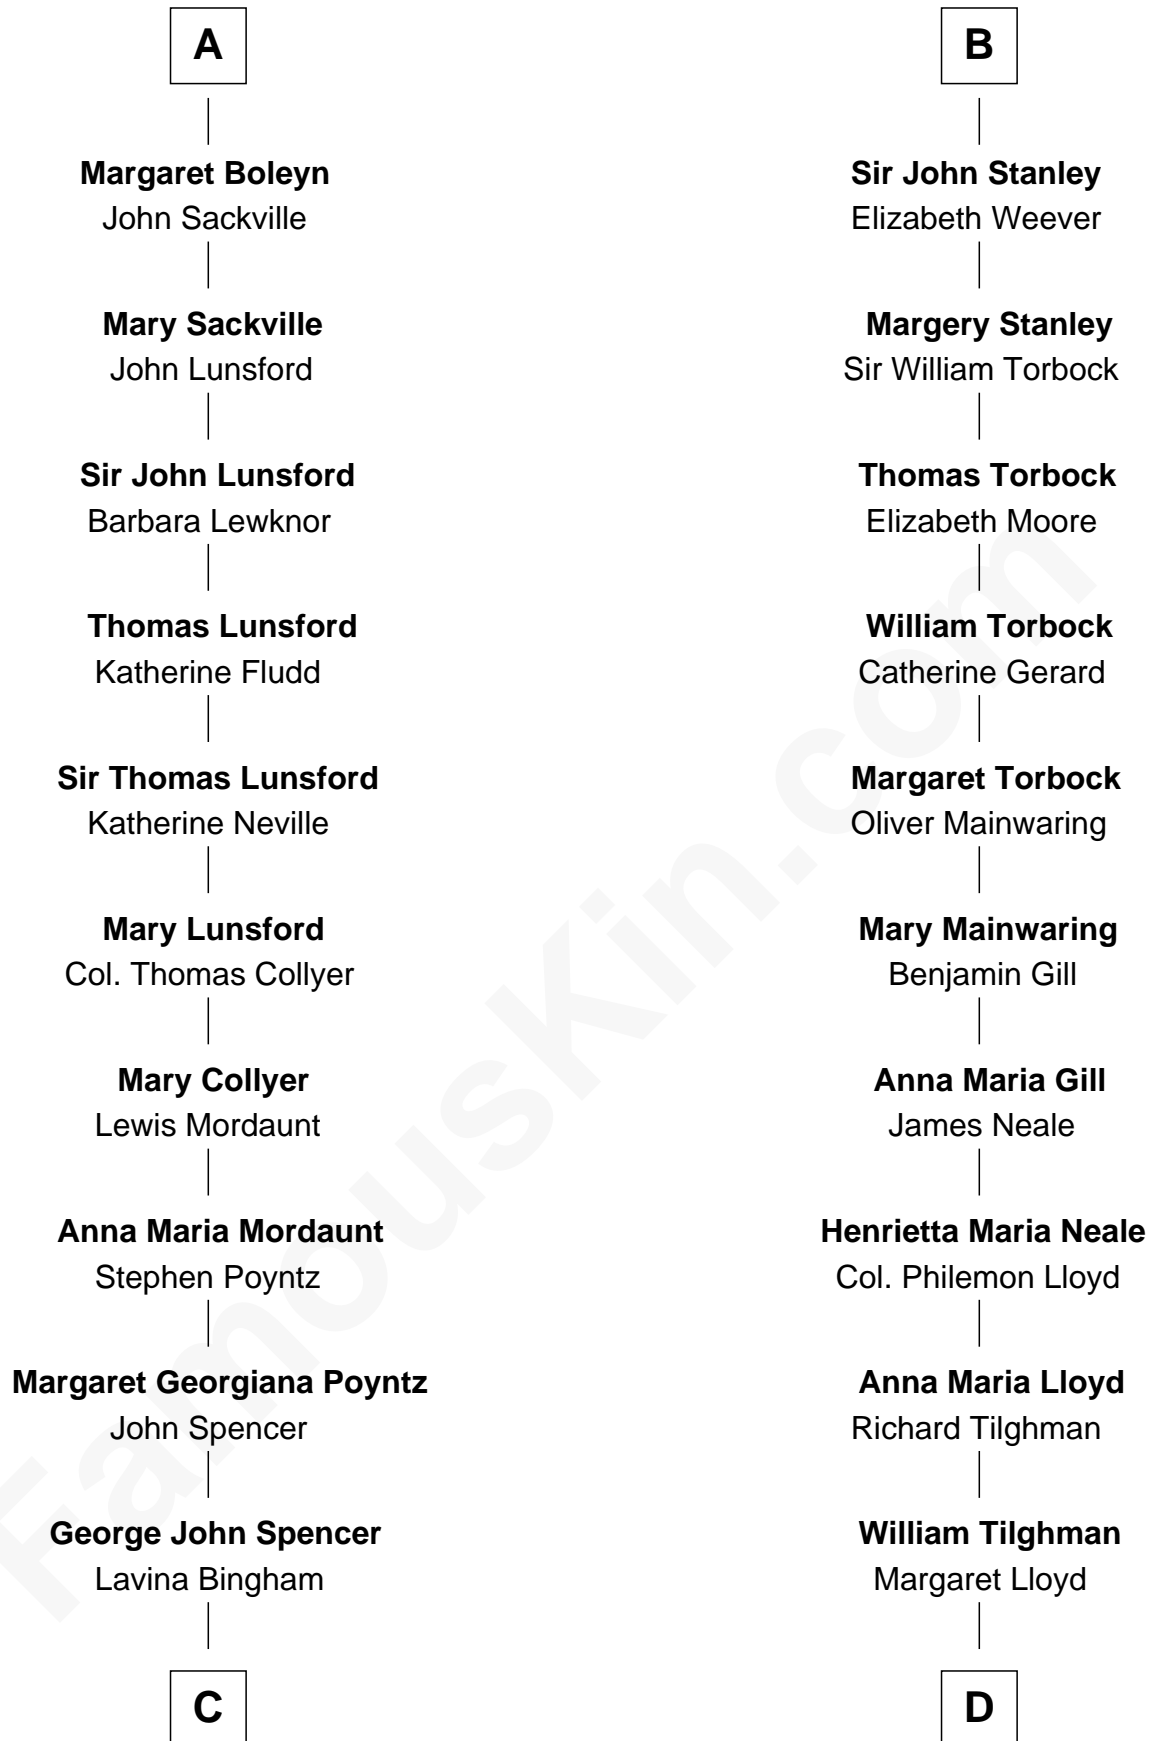 A
Margaret Boleyn
John Sackville
Mary Sackville
John Lunsford
Sir John Lunsford
Barbara Lewknor
Thomas Lunsford
Katherine Fludd
Sir Thomas Lunsford
Katherine Neville
Mary Lunsford
Col. Thomas Collyer
Mary Collyer
Lewis Mordaunt
Anna Maria Mordaunt
Stephen Poyntz
Margaret Georgiana Poyntz
John Spencer
George John Spencer
Lavina Bingham
C
B
Sir John Stanley
Elizabeth Weever
Margery Stanley
Sir William Torbock
Thomas Torbock
Elizabeth Moore
William Torbock
Catherine Gerard
Margaret Torbock
Oliver Mainwaring
Mary Mainwaring
Benjamin Gill
Anna Maria Gill
James Neale
Henrietta Maria Neale
Col. Philemon Lloyd
Anna Maria Lloyd
Richard Tilghman
William Tilghman
Margaret Lloyd
D
FamousKin.com